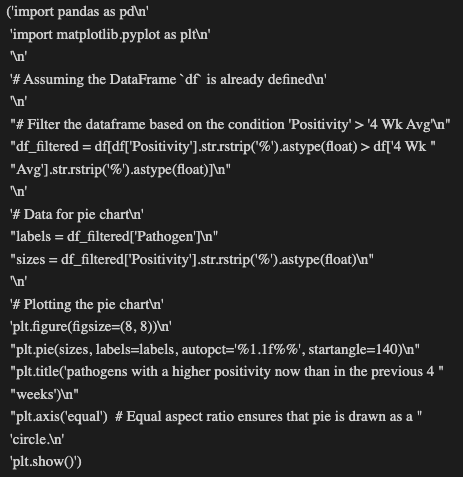 ('import pandas as pd\n'
'import matplotlib.pyplot as plt\n'
'\n'
'# Assuming the DataFrame `df` is already defined\n'
'\n'
"# Filter the dataframe based on the condition 'Positivity' > '4 Wk Avg'\n"
"df_filtered = df[df['Positivity'].str.rstrip('%').astype(float) > df['4 Wk "
"Avg'].str.rstrip('%').astype(float)]\n"
'\n'
'# Data for pie chart\n'
"labels = df_filtered['Pathogen']\n"
"sizes = df_filtered['Positivity'].str.rstrip('%').astype(float)\n"
'\n'
'# Plotting the pie chart\n'
'plt.figure(figsize=(8, 8))\n'
"plt.pie(sizes, labels=labels, autopct='%1.1f%%', startangle=140)\n"
"plt.title('pathogens with a higher positivity now than in the previous 4 "
"weeks')\n"
"plt.axis('equal')  # Equal aspect ratio ensures that pie is drawn as a "
'circle.\n'
'plt.show()')